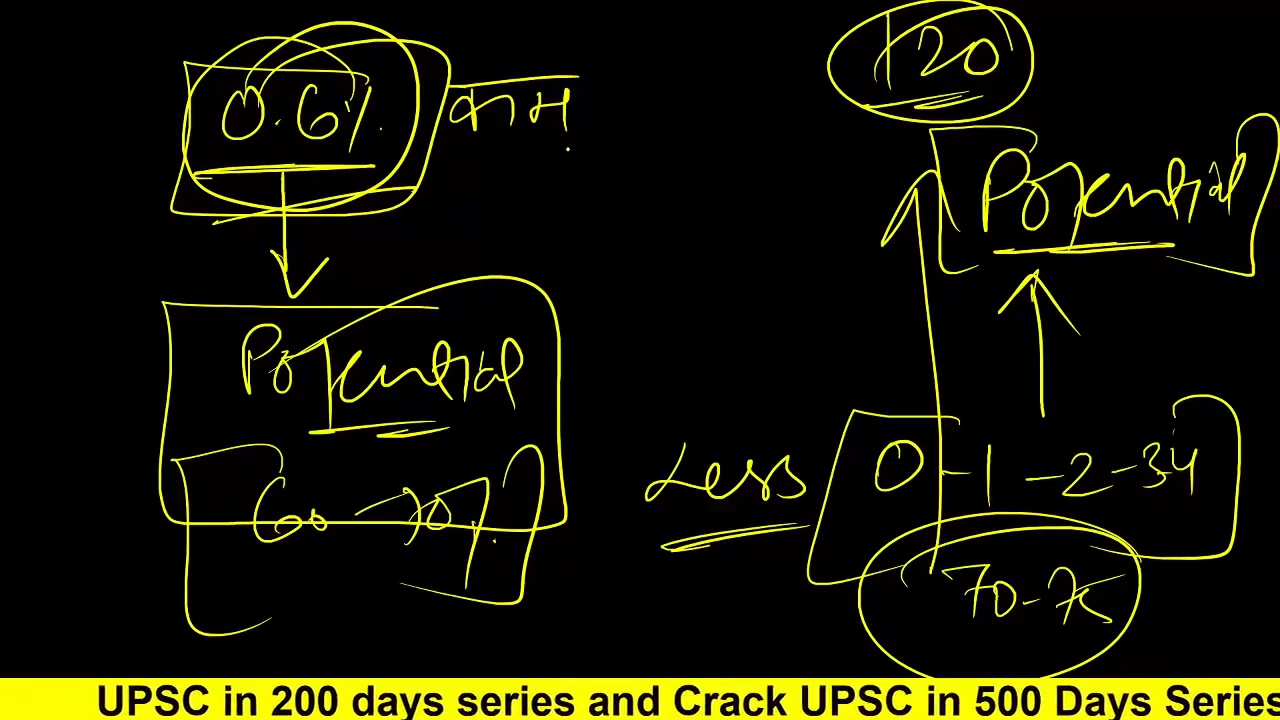 0.6%
काम
Potential
60-70%
120
Potential
Less
0-1-2-34
70-75
UPSC in 200 days series and Crack UPSC in 500 Days Series